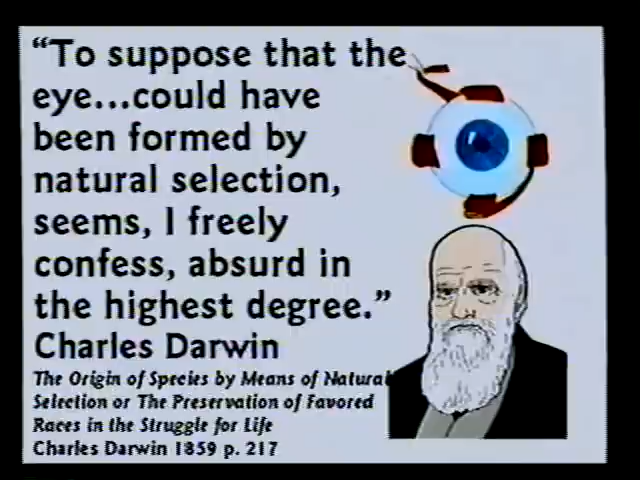 “To suppose that the
eye...could have
been formed by
natural selection,
seems, I freely
confess, absurd in
the highest degree.”
Charles Darwin
The Origin of Species by Means of Natural
Selection or The Preservation of Favored
Races in the Struggle for Life
Charles Darwin 1859 p. 217